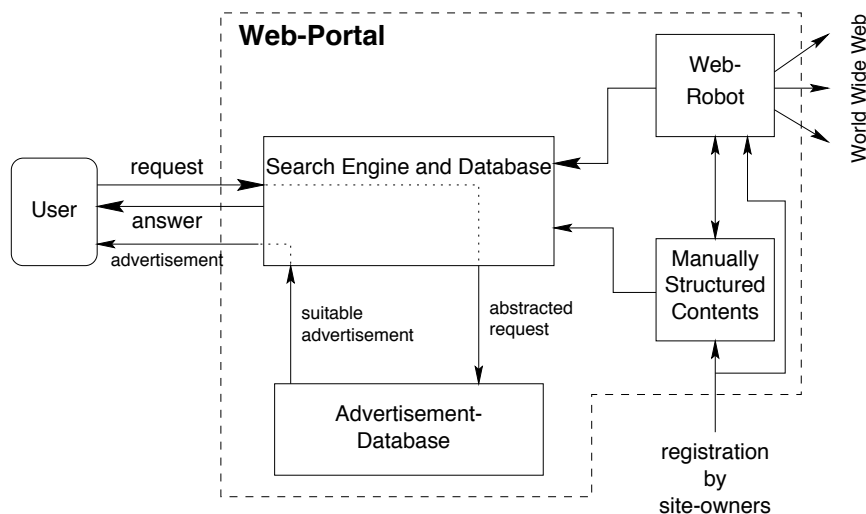 Web-Portal
Web-
Robot
World Wide Web
Search Engine and Database
request
User
answer
advertisement
Manually
Structured
Contents
suitable
advertisement
abstracted
request
Advertisement-
Database
registration
by
site-owners